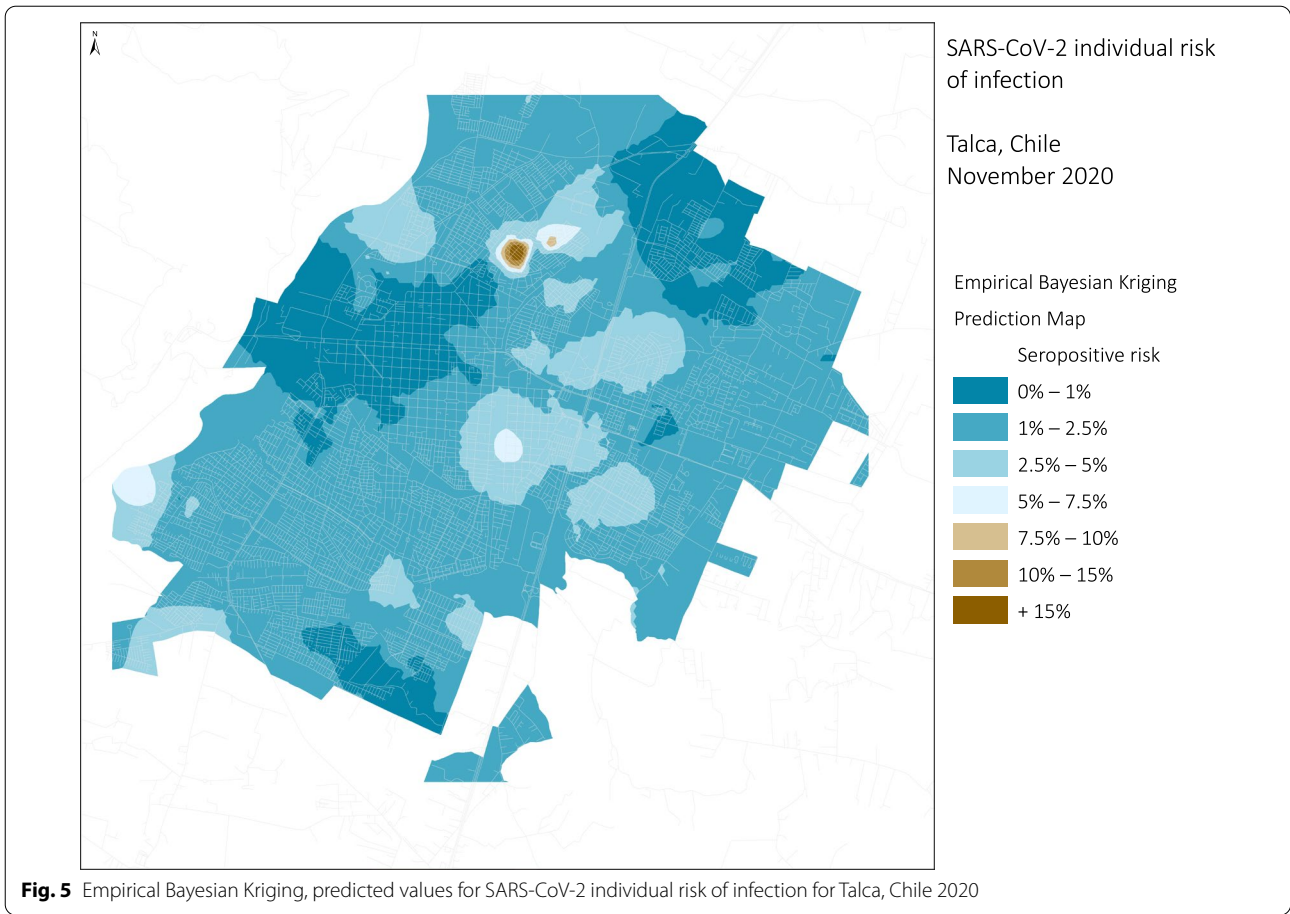 N
SARS-CoV-2 individual risk
of infection
Talca, Chile
November 2020
Empirical Bayesian Kriging
Prediction Map
Seropositive risk
0% – 1%
1% – 2.5%
2.5% – 5%
5% – 7.5%
7.5% – 10%
10% – 15%
+ 15%
Fig. 5 Empirical Bayesian Kriging, predicted values for SARS-CoV-2 individual risk of infection for Talca, Chile 2020